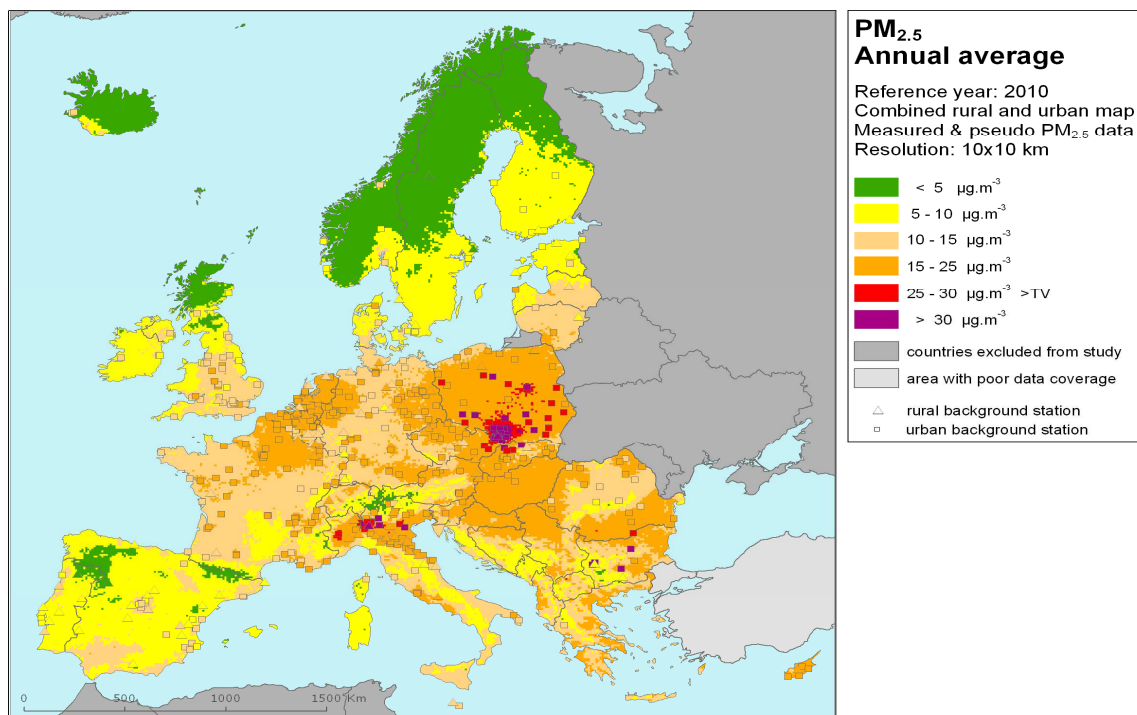 PM2.5
Annual average
Reference year: 2010
Combined rural and urban map
Measured & pseudo PM2.5 data
Resolution: 10x10 km
< 5 µg.m-3
5 - 10 µg.m-3
10 - 15 µg.m-3
15 - 25 µg.m-3
25 - 30 µg.m-3 >TV
> 30 µg.m-3
countries excluded from study
area with poor data coverage
rural background station
urban background station
0 500 1000 1500 Km